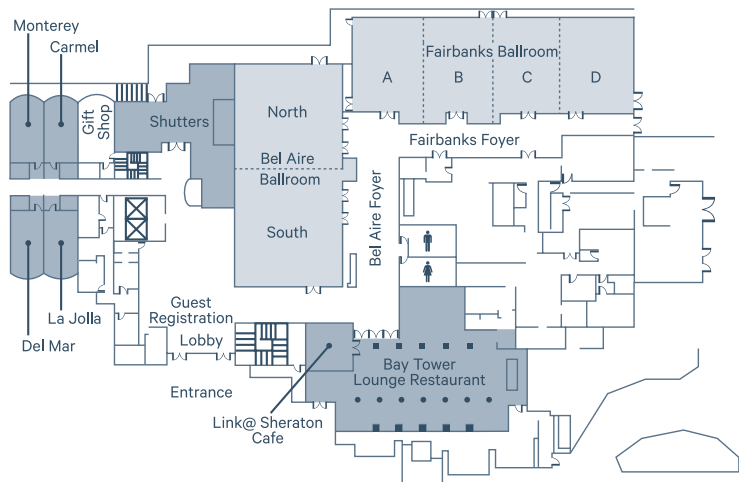 Monterey
Carmel
Gift
Shop
Shutters
North
Bel Aire
Ballroom
South
Fairbanks Ballroom
A
B
C
D
Fairbanks Foyer
Bel Aire Foyer
La Jolla
Del Mar
Guest
Registration
Lobby
Entrance
Link@ Sheraton
Cafe
Bay Tower
Lounge Restaurant